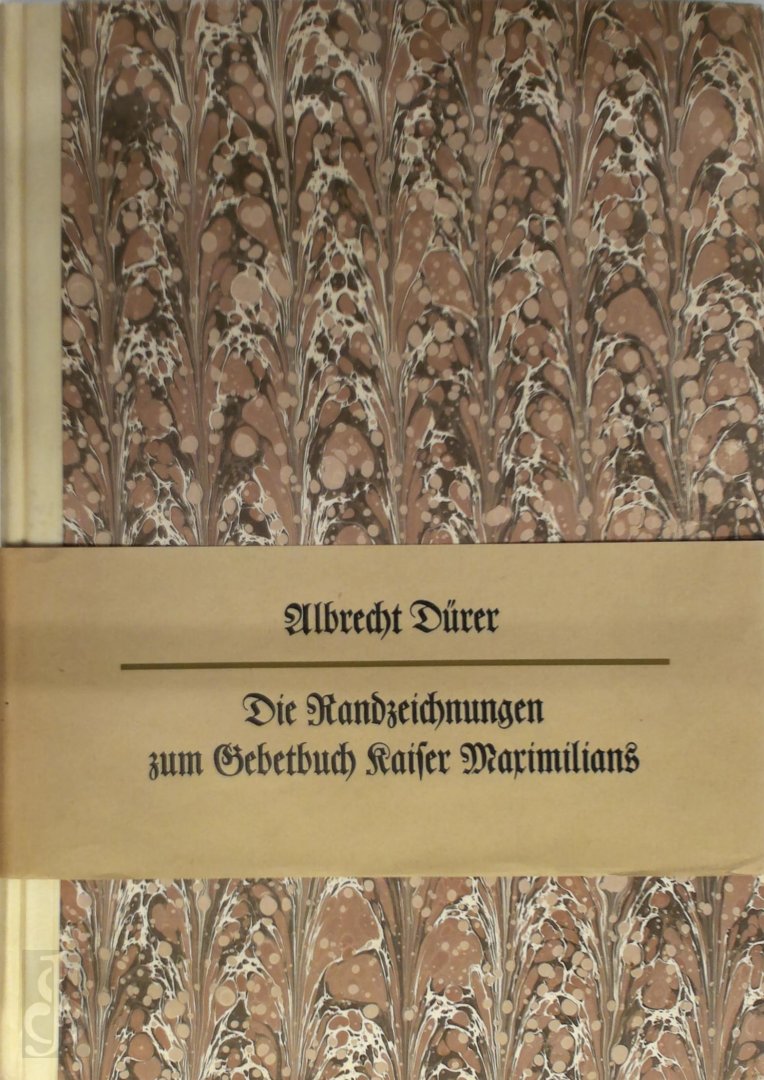 Albrecht Dürer
Die Randzeichnungen
zum Gebetbuch Kaiser Maximilians